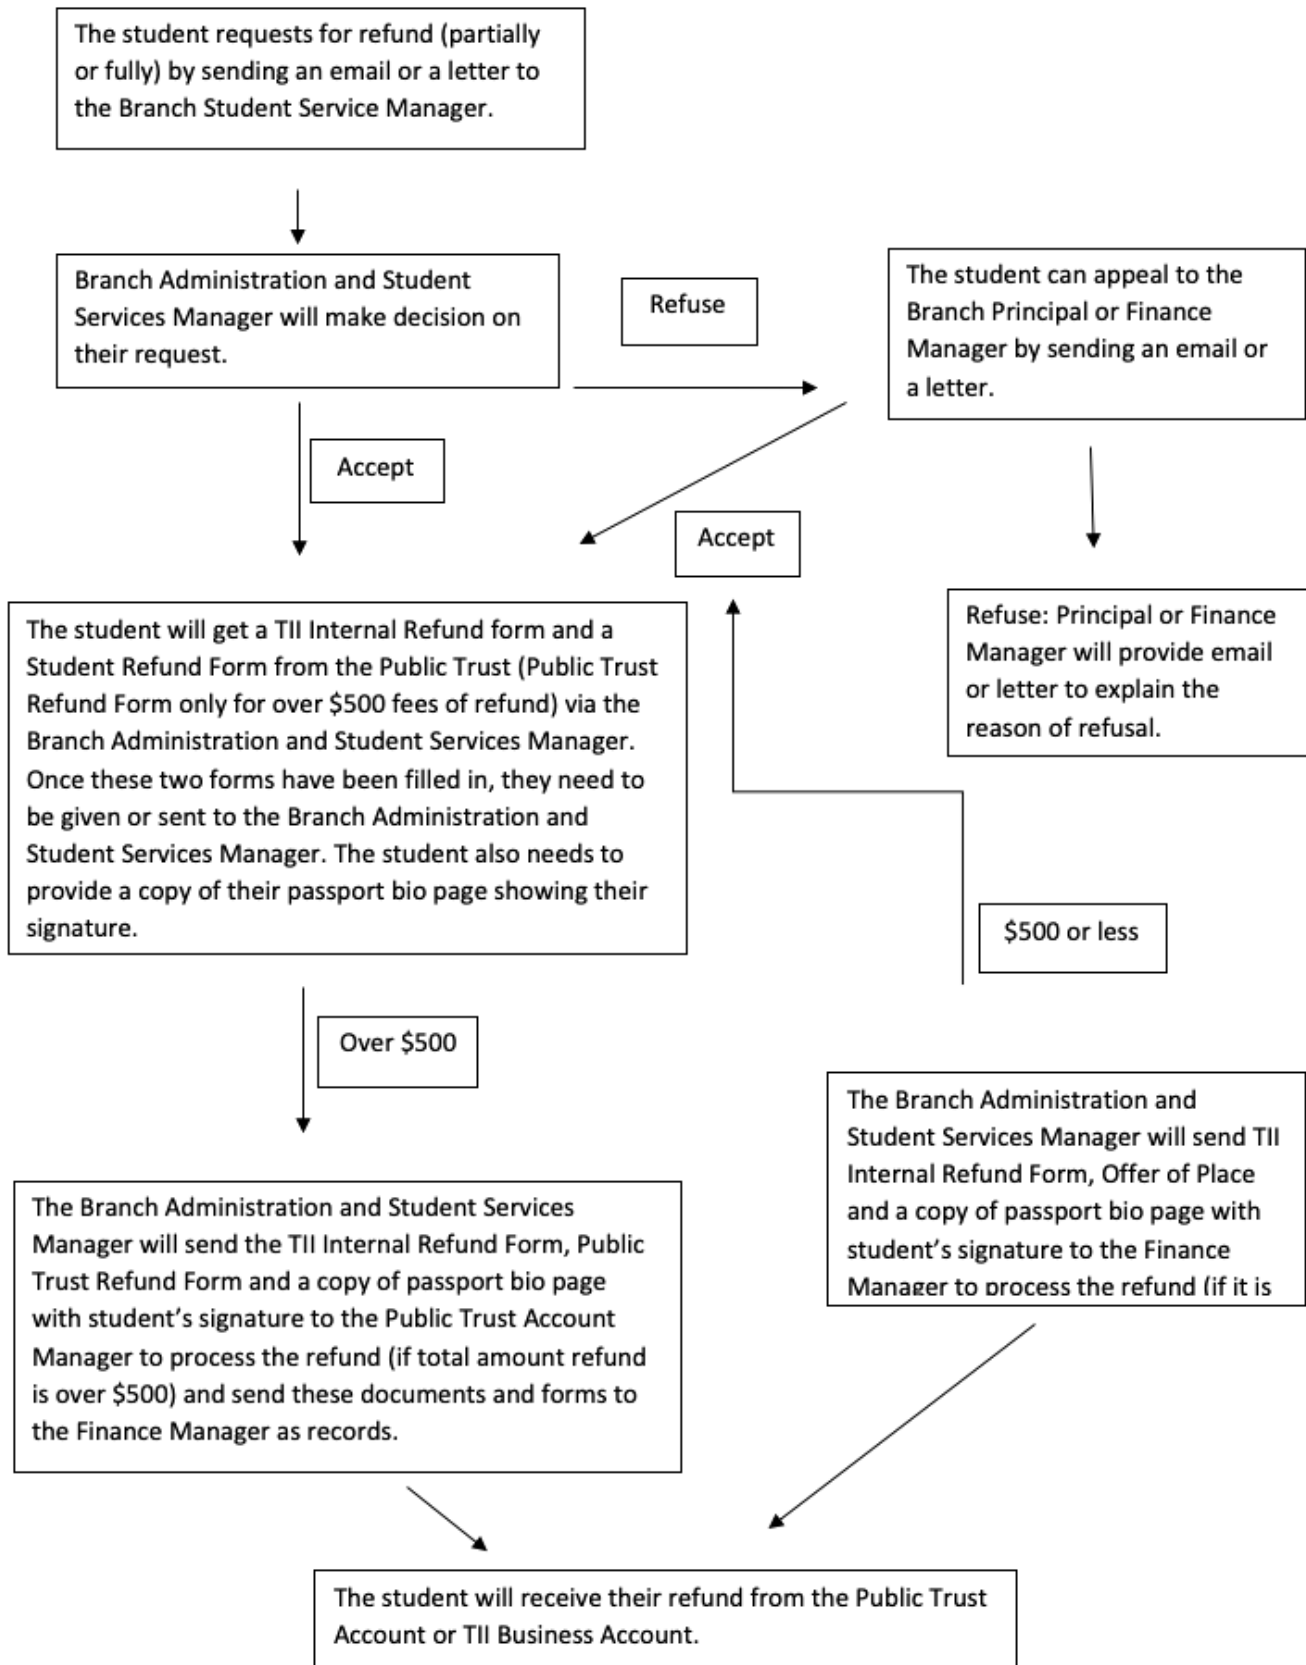 The student requests for refund (partially
or fully) by sending an email or a letter to
the Branch Student Service Manager.
Branch Administration and Student
Services Manager will make decision on
their request.
Refuse
The student can appeal to the
Branch Principal or Finance
Manager by sending an email or
a letter.
Accept
Accept
Refuse: Principal or Finance
Manager will provide email
or letter to explain the
reason of refusal.
The student will get a TII Internal Refund form and a
Student Refund Form from the Public Trust (Public Trust
Refund Form only for over $500 fees of refund) via the
Branch Administration and Student Services Manager.
Once these two forms have been filled in, they need to
be given or sent to the Branch Administration and
Student Services Manager. The student also needs to
provide a copy of their passport bio page showing their
signature.
$500 or less
Over $500
The Branch Administration and
Student Services Manager will send TII
Internal Refund Form, Offer of Place
and a copy of passport bio page with
student’s signature to the Finance
Manager to process the refund (if it is
The Branch Administration and Student Services
Manager will send the TII Internal Refund Form, Public
Trust Refund Form and a copy of passport bio page
with student’s signature to the Public Trust Account
Manager to process the refund (if total amount refund
is over $500) and send these documents and forms to
the Finance Manager as records.
The student will receive their refund from the Public Trust
Account or TII Business Account.